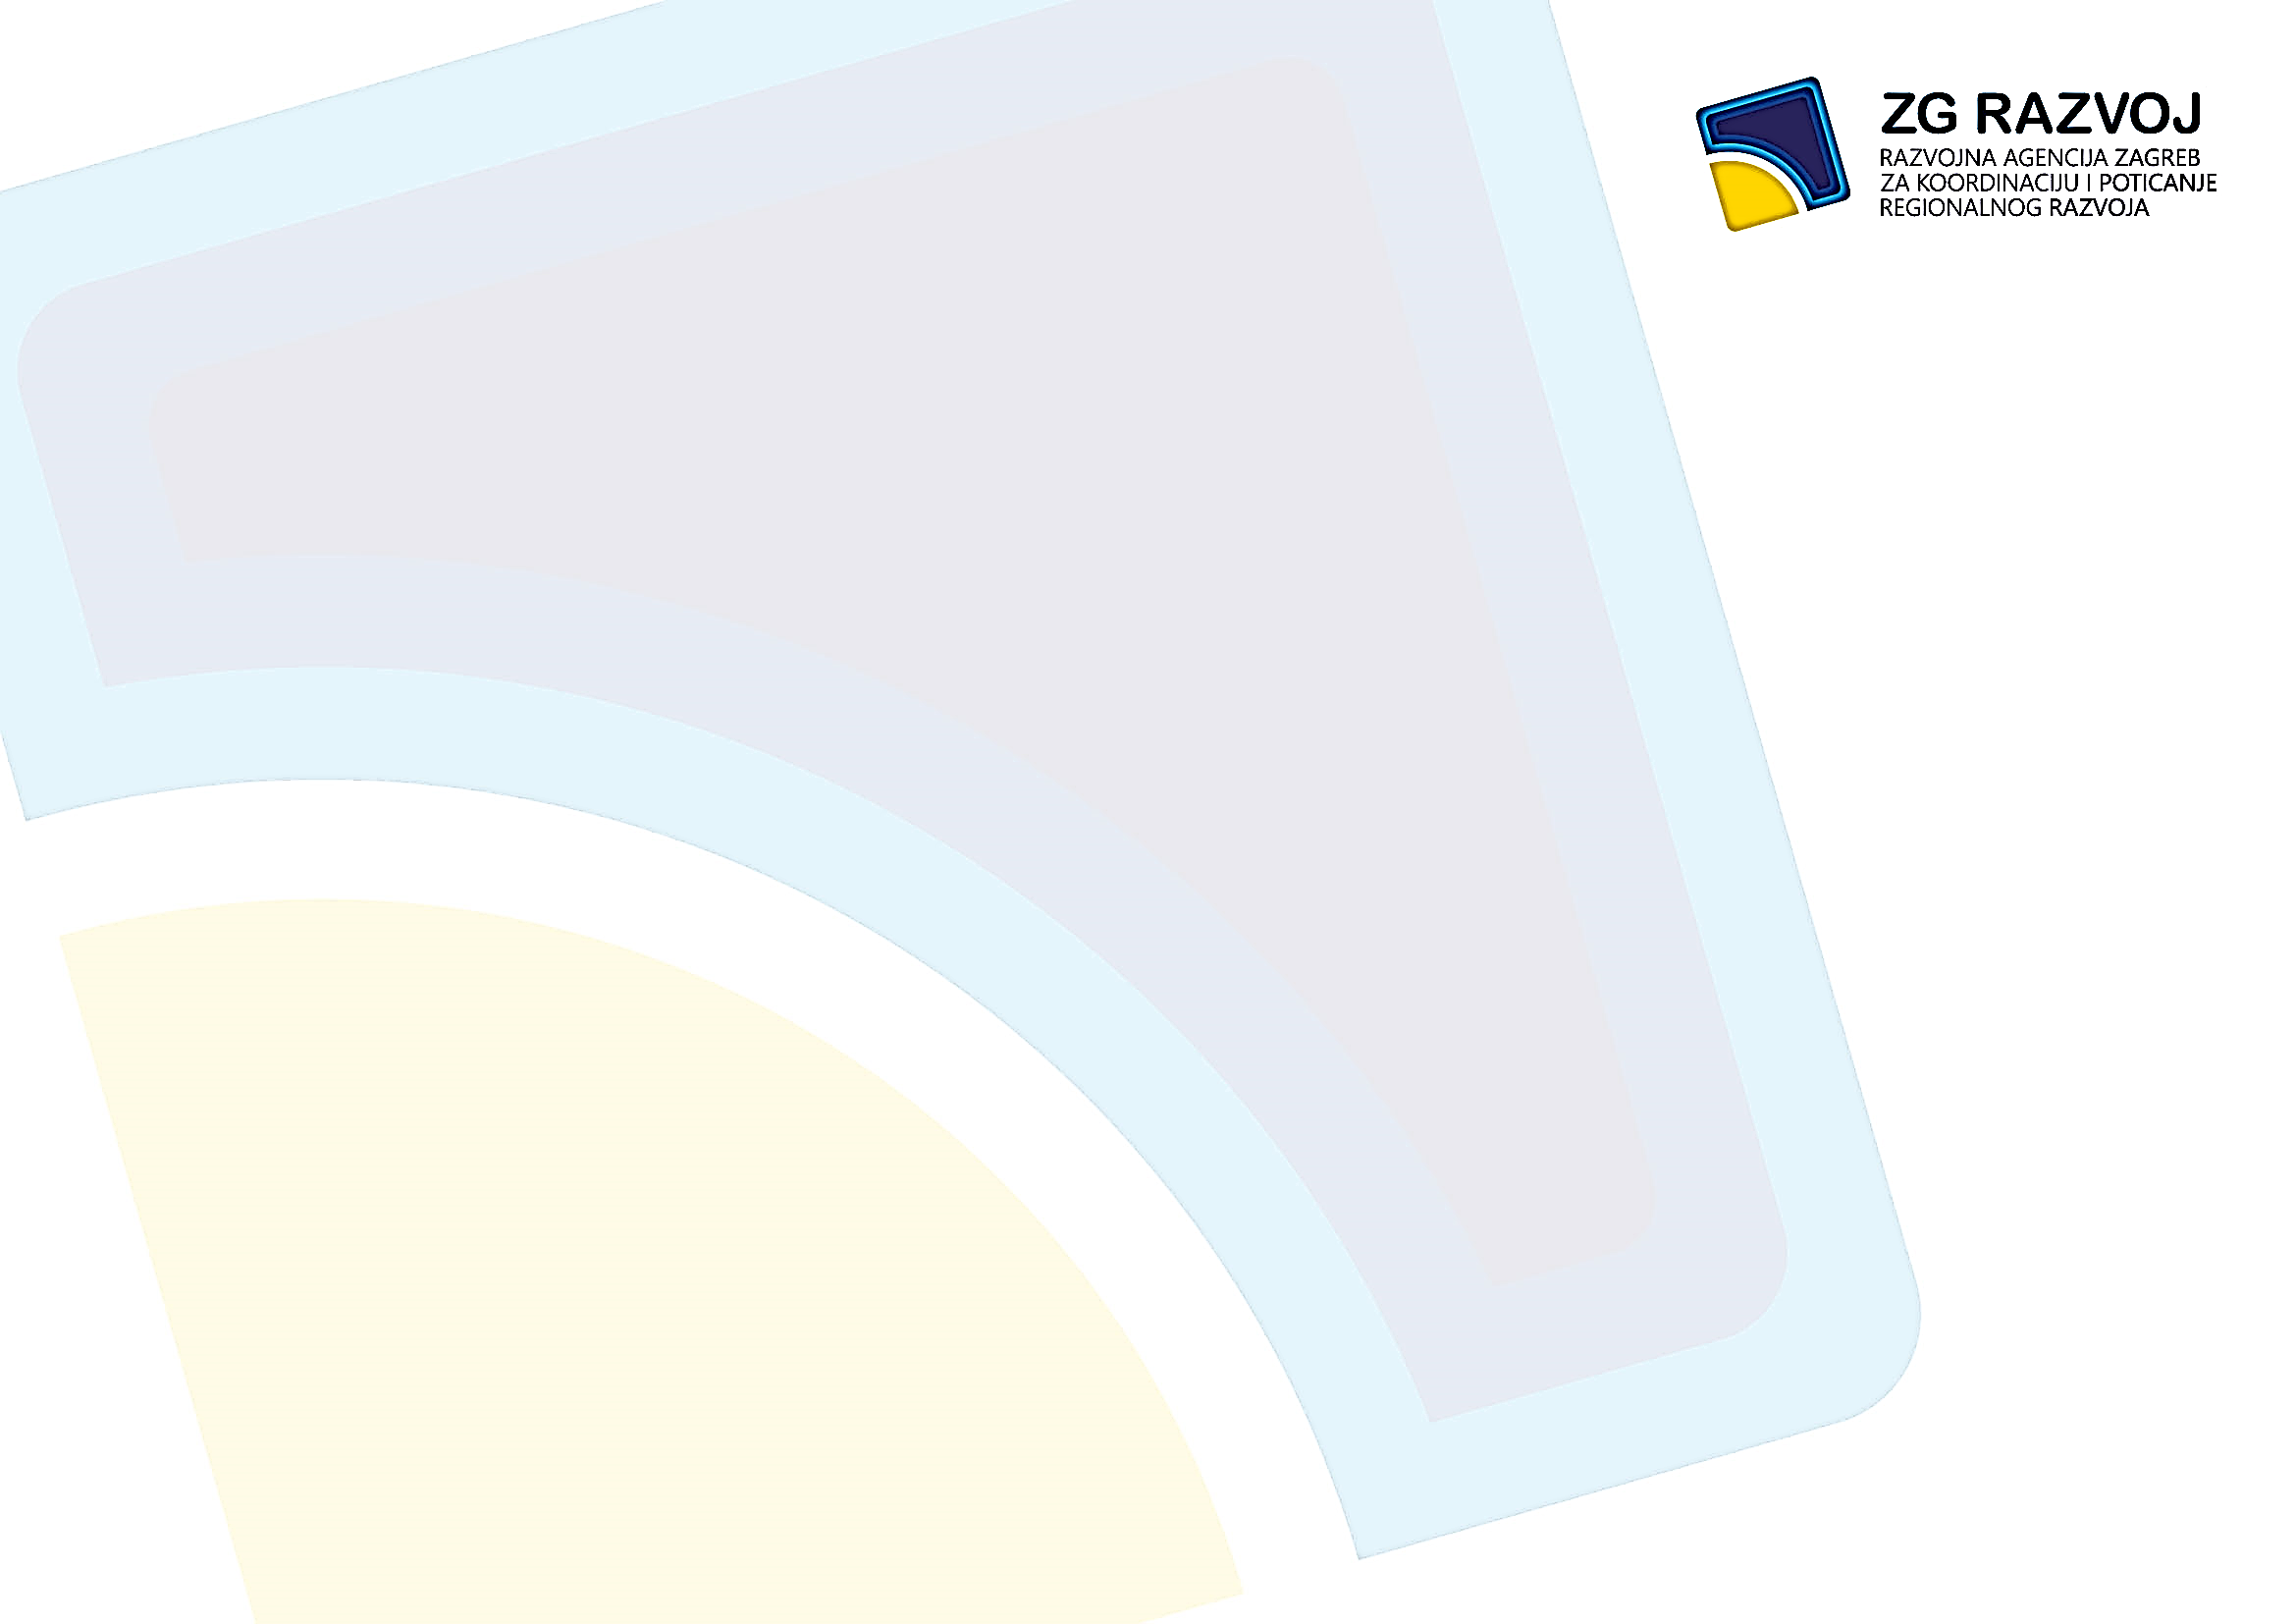 ZG RAZVOJ
RAZVOJNA AGENCIJA ZAGREB
ZA KOORDINACIJU I POTICANJE
REGIONALNOG RAZVOJA